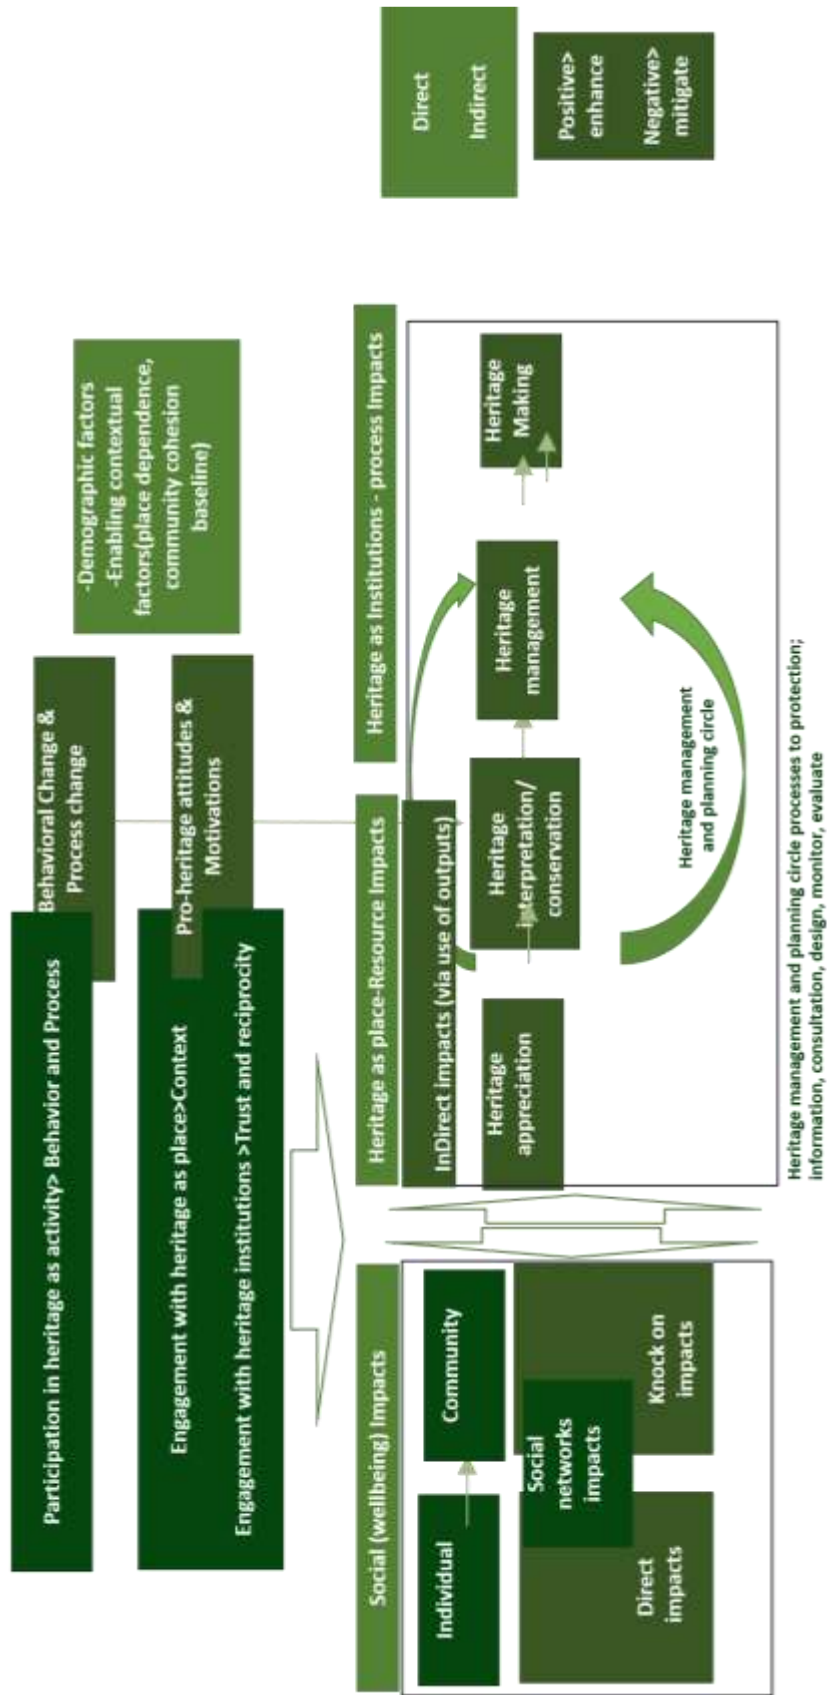 Participation in heritage as activity> Behavior and Process
Behavioral Change &
Process change
Engagement with heritage as place>Context
Engagement with heritage institutions >Trust and reciprocity
Pro-heritage attitudes &
Motivations
-Demographic factors
-Enabling contextual
factors(place dependence,
community cohesion
baseline)
Social (wellbeing) Impacts
Heritage as place-Resource Impacts
Heritage as Institutions - process Impacts
Direct
Indirect
Positive>
enhance
Negative>
mitigate
Individual
Community
Social
networks
impacts
Direct
impacts
Knock on
impacts
InDirect impacts (via use of outputs)
Heritage
appreciation
Heritage
interpretation/
conservation
Heritage
management
Heritage
Making
Heritage management
and planning circle
Heritage management and planning circle processes to protection;
information, consultation, design, monitor, evaluate